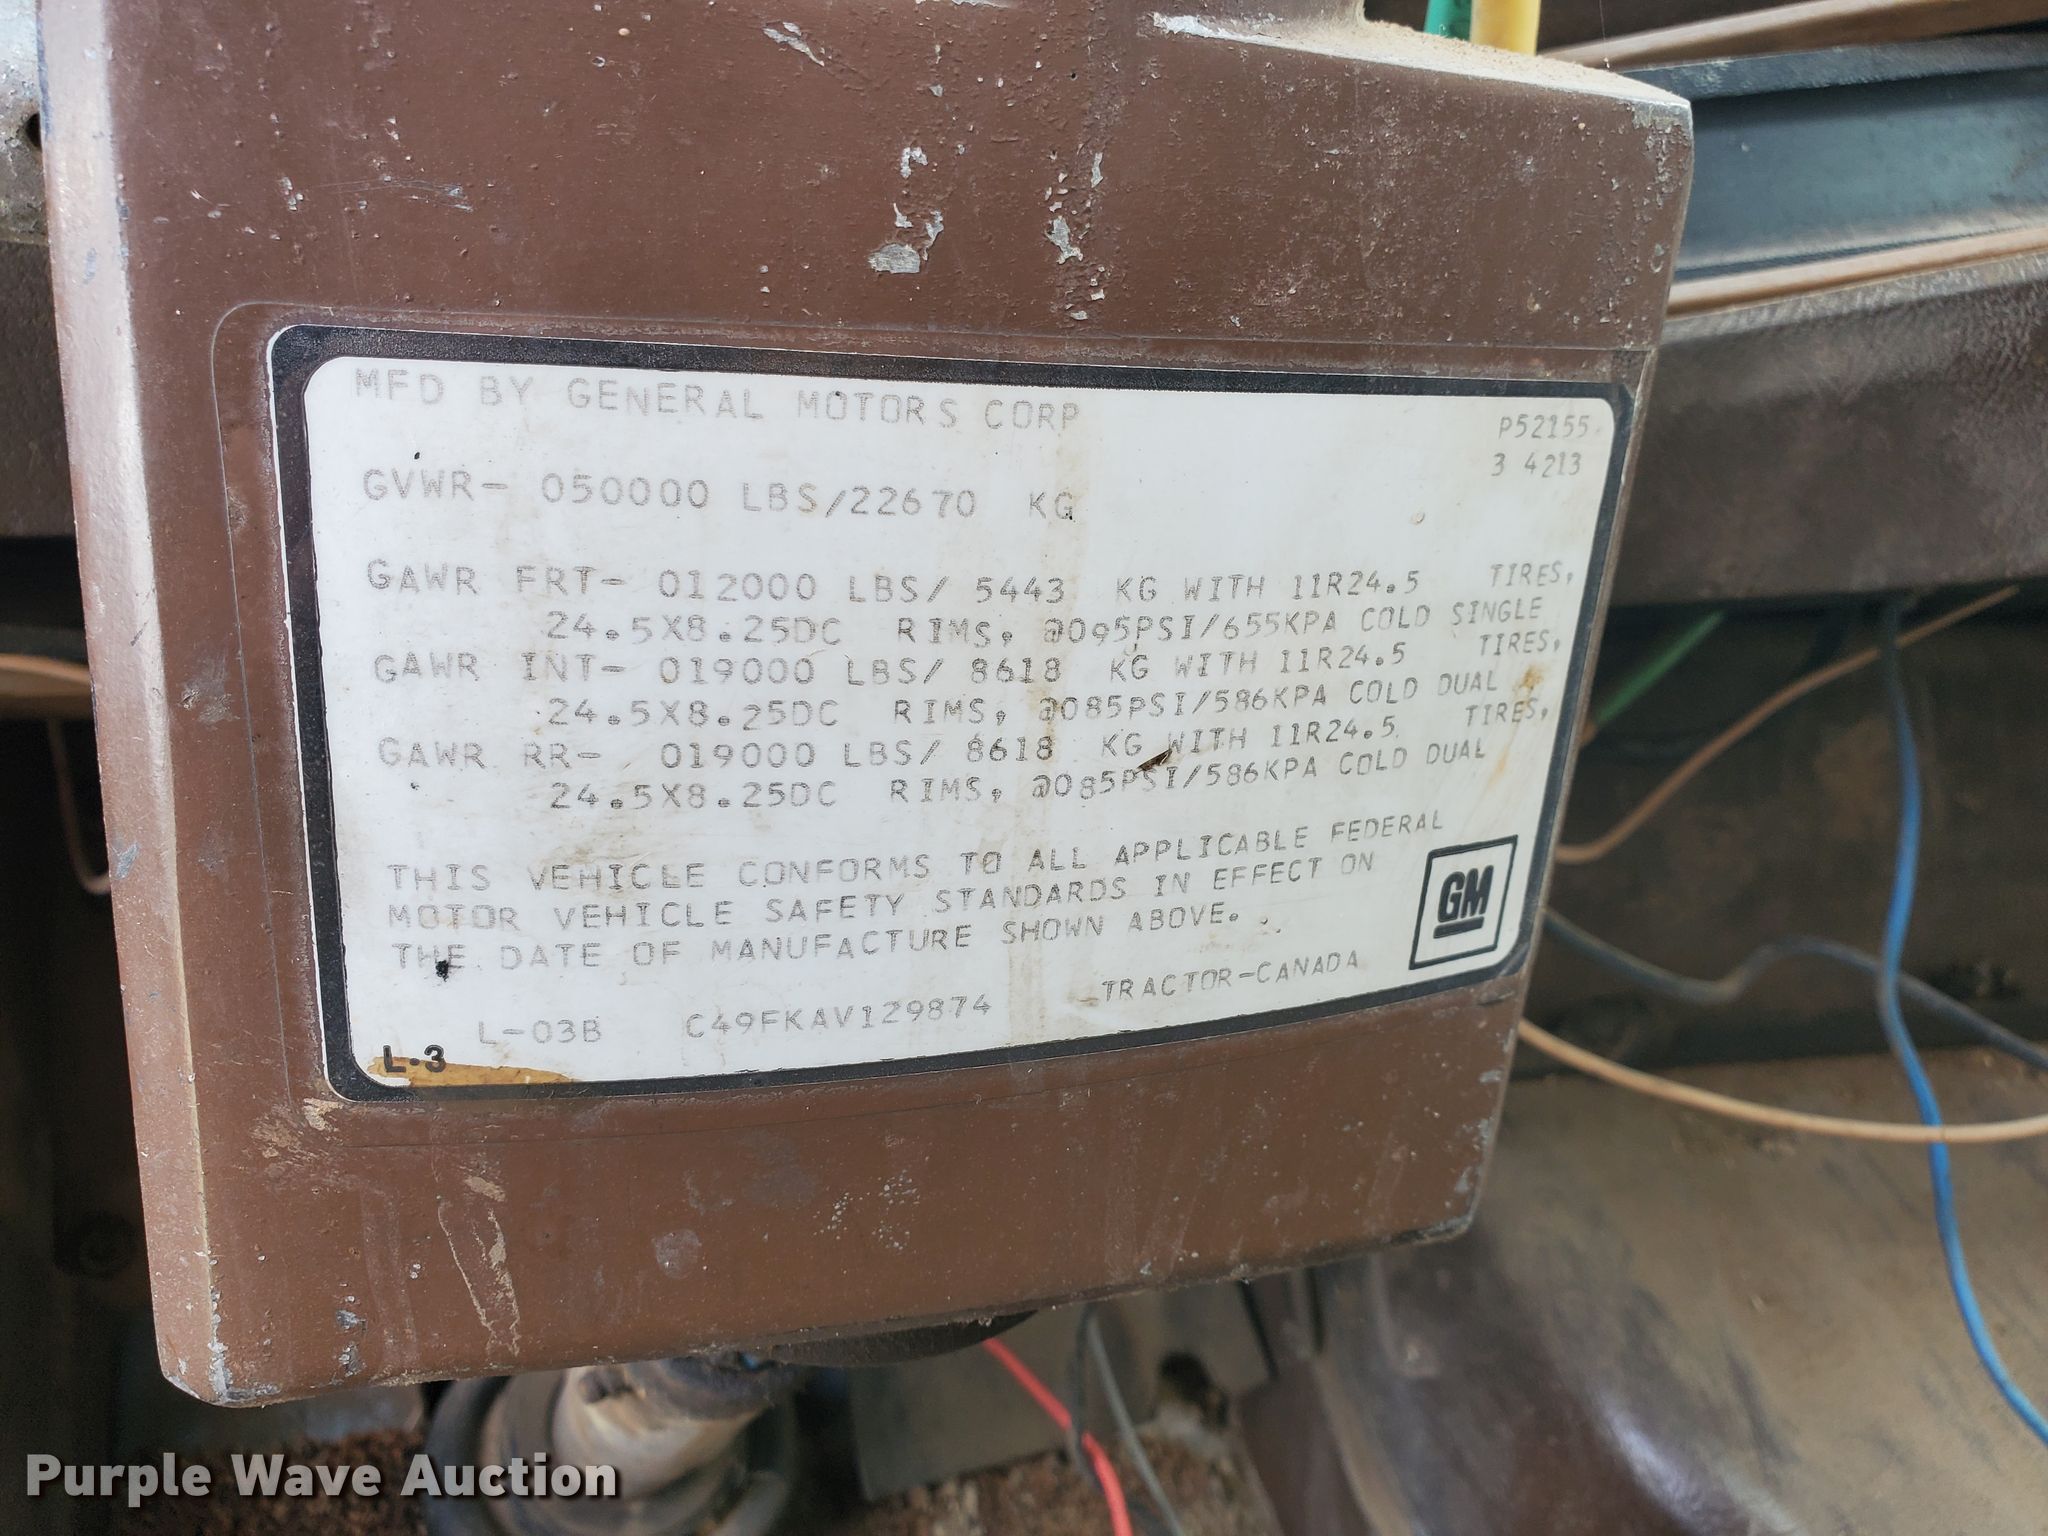 MFD BY GENERAL MOTORS CORP
P52155
3 4213
GVWR- 050000 LBS/22670 KG
GAWR FRT- 012000 LBS/ 5443 KG WITH 11R24.5 TIRES,
24.5X8.25DC RIMS, @095PSI/655KPA COLD SINGLE
GAWR INT- 019000 LBS/ 8618 KG WITH 11R24.5 TIRES,
24.5X8.25DC RIMS, @085PSI/586KPA COLD DUAL
GAWR RR- 019000 LBS/ 8618 KG WITH 11R24.5 TIRES,
24.5X8.25DC RIMS, @085PSI/586KPA COLD DUAL
THIS VEHICLE CONFORMS TO ALL APPLICABLE FEDERAL
MOTOR VEHICLE SAFETY STANDARDS IN EFFECT ON
THE DATE OF MANUFACTURE SHOWN ABOVE.
GM
TRACTOR-CANADA
L-03B C49FKAV129874
L-3
Purple Wave Auction